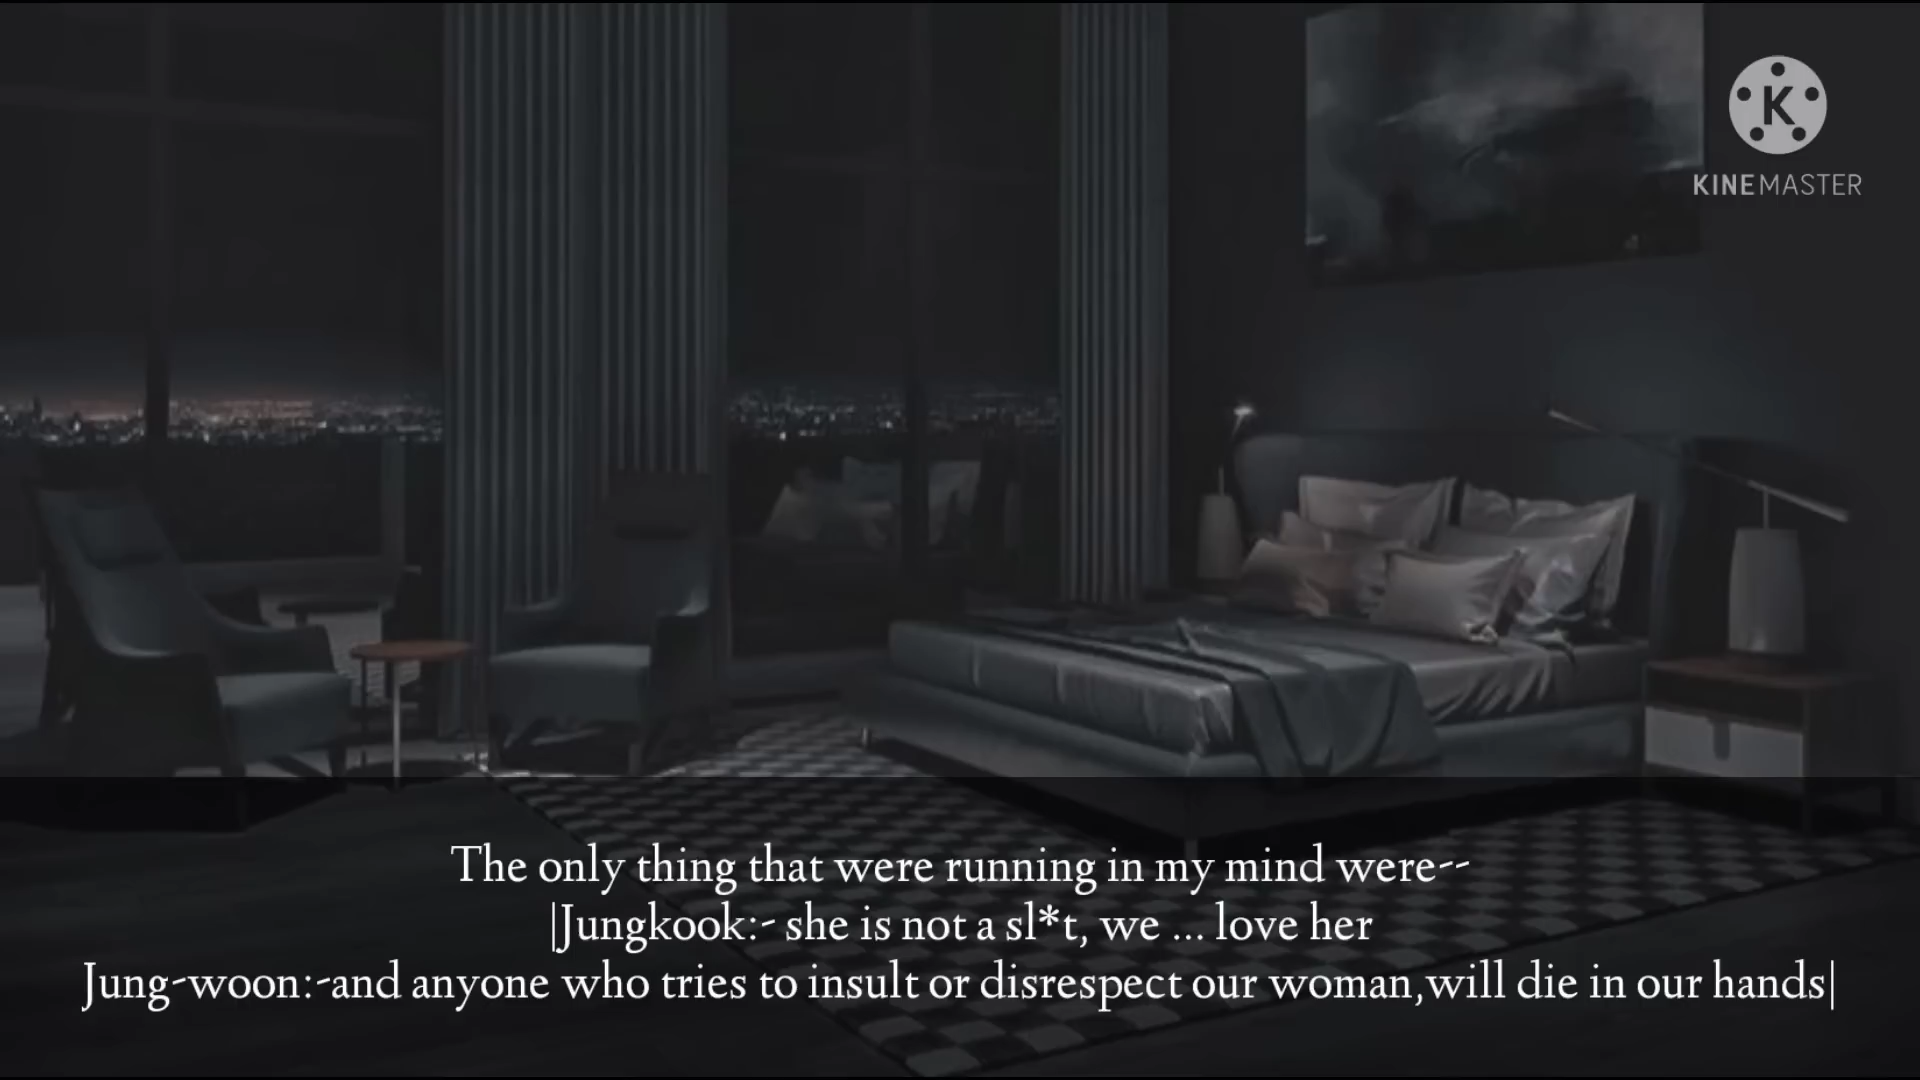 K
KINEMASTER
The only thing that were running in my mind were--
|Jungkook:- she is not a sl*t, we ... love her
Jung-woon:-and anyone who tries to insult or disrespect our woman,will die in our hands|